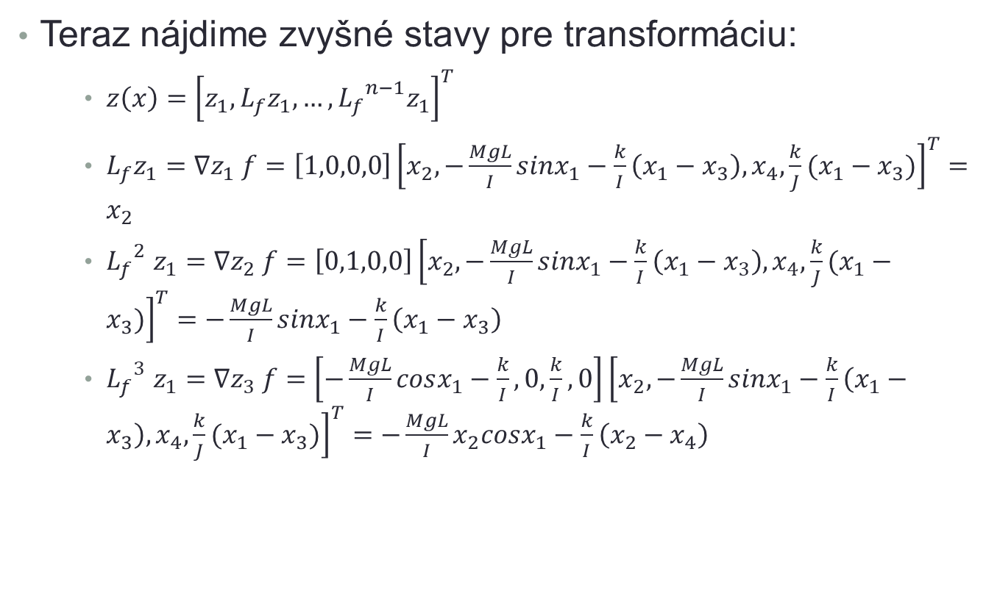 • Teraz nájdime zvyšné stavy pre transformáciu:
• $z(x) = \left[z_1, L_f z_1, \ldots, {L_f}^{n-1} z_1\right]^T$
• $L_f z_1 = \nabla z_1\, f = [1,0,0,0]\left[x_2, -\frac{MgL}{I} sinx_1 - \frac{k}{I}(x_1 - x_3), x_4, \frac{k}{J}(x_1 - x_3)\right]^T =$
$x_2$
• ${L_f}^2\, z_1 = \nabla z_2\, f = [0,1,0,0]\left[x_2, -\frac{MgL}{I} sinx_1 - \frac{k}{I}(x_1 - x_3), x_4, \frac{k}{J}(x_1 -\right.$
$\left.x_3)\right]^T = -\frac{MgL}{I} sinx_1 - \frac{k}{I}(x_1 - x_3)$
• ${L_f}^3\, z_1 = \nabla z_3\, f = \left[-\frac{MgL}{I} cosx_1 - \frac{k}{I}, 0, \frac{k}{I}, 0\right]\left[x_2, -\frac{MgL}{I} sinx_1 - \frac{k}{I}(x_1 -\right.$
$\left.x_3), x_4, \frac{k}{J}(x_1 - x_3)\right]^T = -\frac{MgL}{I} x_2 cosx_1 - \frac{k}{I}(x_2 - x_4)$